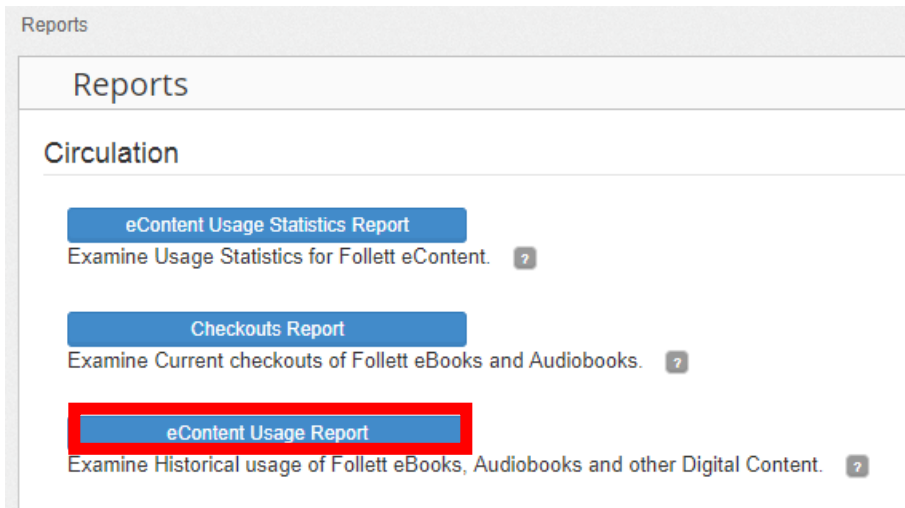 Reports
Reports
Circulation
eContent Usage Statistics Report
Examine Usage Statistics for Follett eContent. ?
Checkouts Report
Examine Current checkouts of Follett eBooks and Audiobooks. ?
eContent Usage Report
Examine Historical usage of Follett eBooks, Audiobooks and other Digital Content. ?